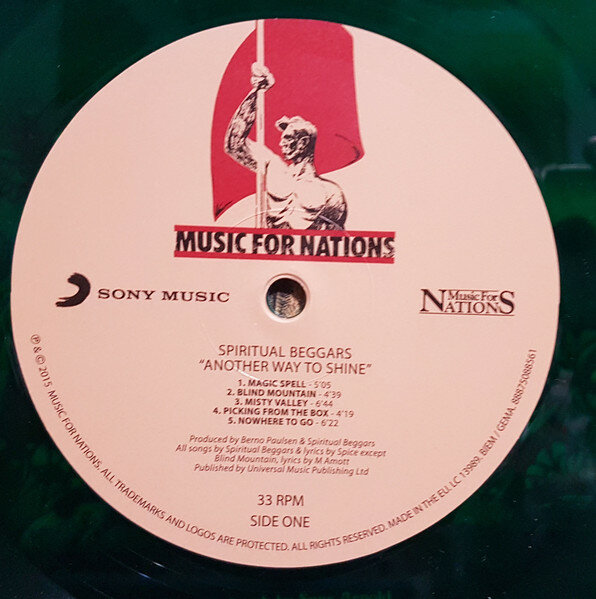 MUSIC FOR NATIONS
SONY MUSIC
Music For
NATIONS
SPIRITUAL BEGGARS
"ANOTHER WAY TO SHINE"
1. MAGIC SPELL - 5'05
2. BLIND MOUNTAIN - 4'39
3. MISTY VALLEY - 6'44
4. PICKING FROM THE BOX - 4'19
5. NOWHERE TO GO - 6'22
Produced by Berno Paulsen & Spiritual Beggars
All songs by Spiritual Beggars & lyrics by Spice except
Blind Mountain, lyrics by M Amott
Published by Universal Music Publishing Ltd
33 RPM
SIDE ONE
℗ & © 2015 MUSIC FOR NATIONS. ALL TRADEMARKS AND LOGOS ARE PROTECTED. ALL RIGHTS RESERVED. MADE IN THE EU. LC 13989. BIEM / GEMA. 88875088561